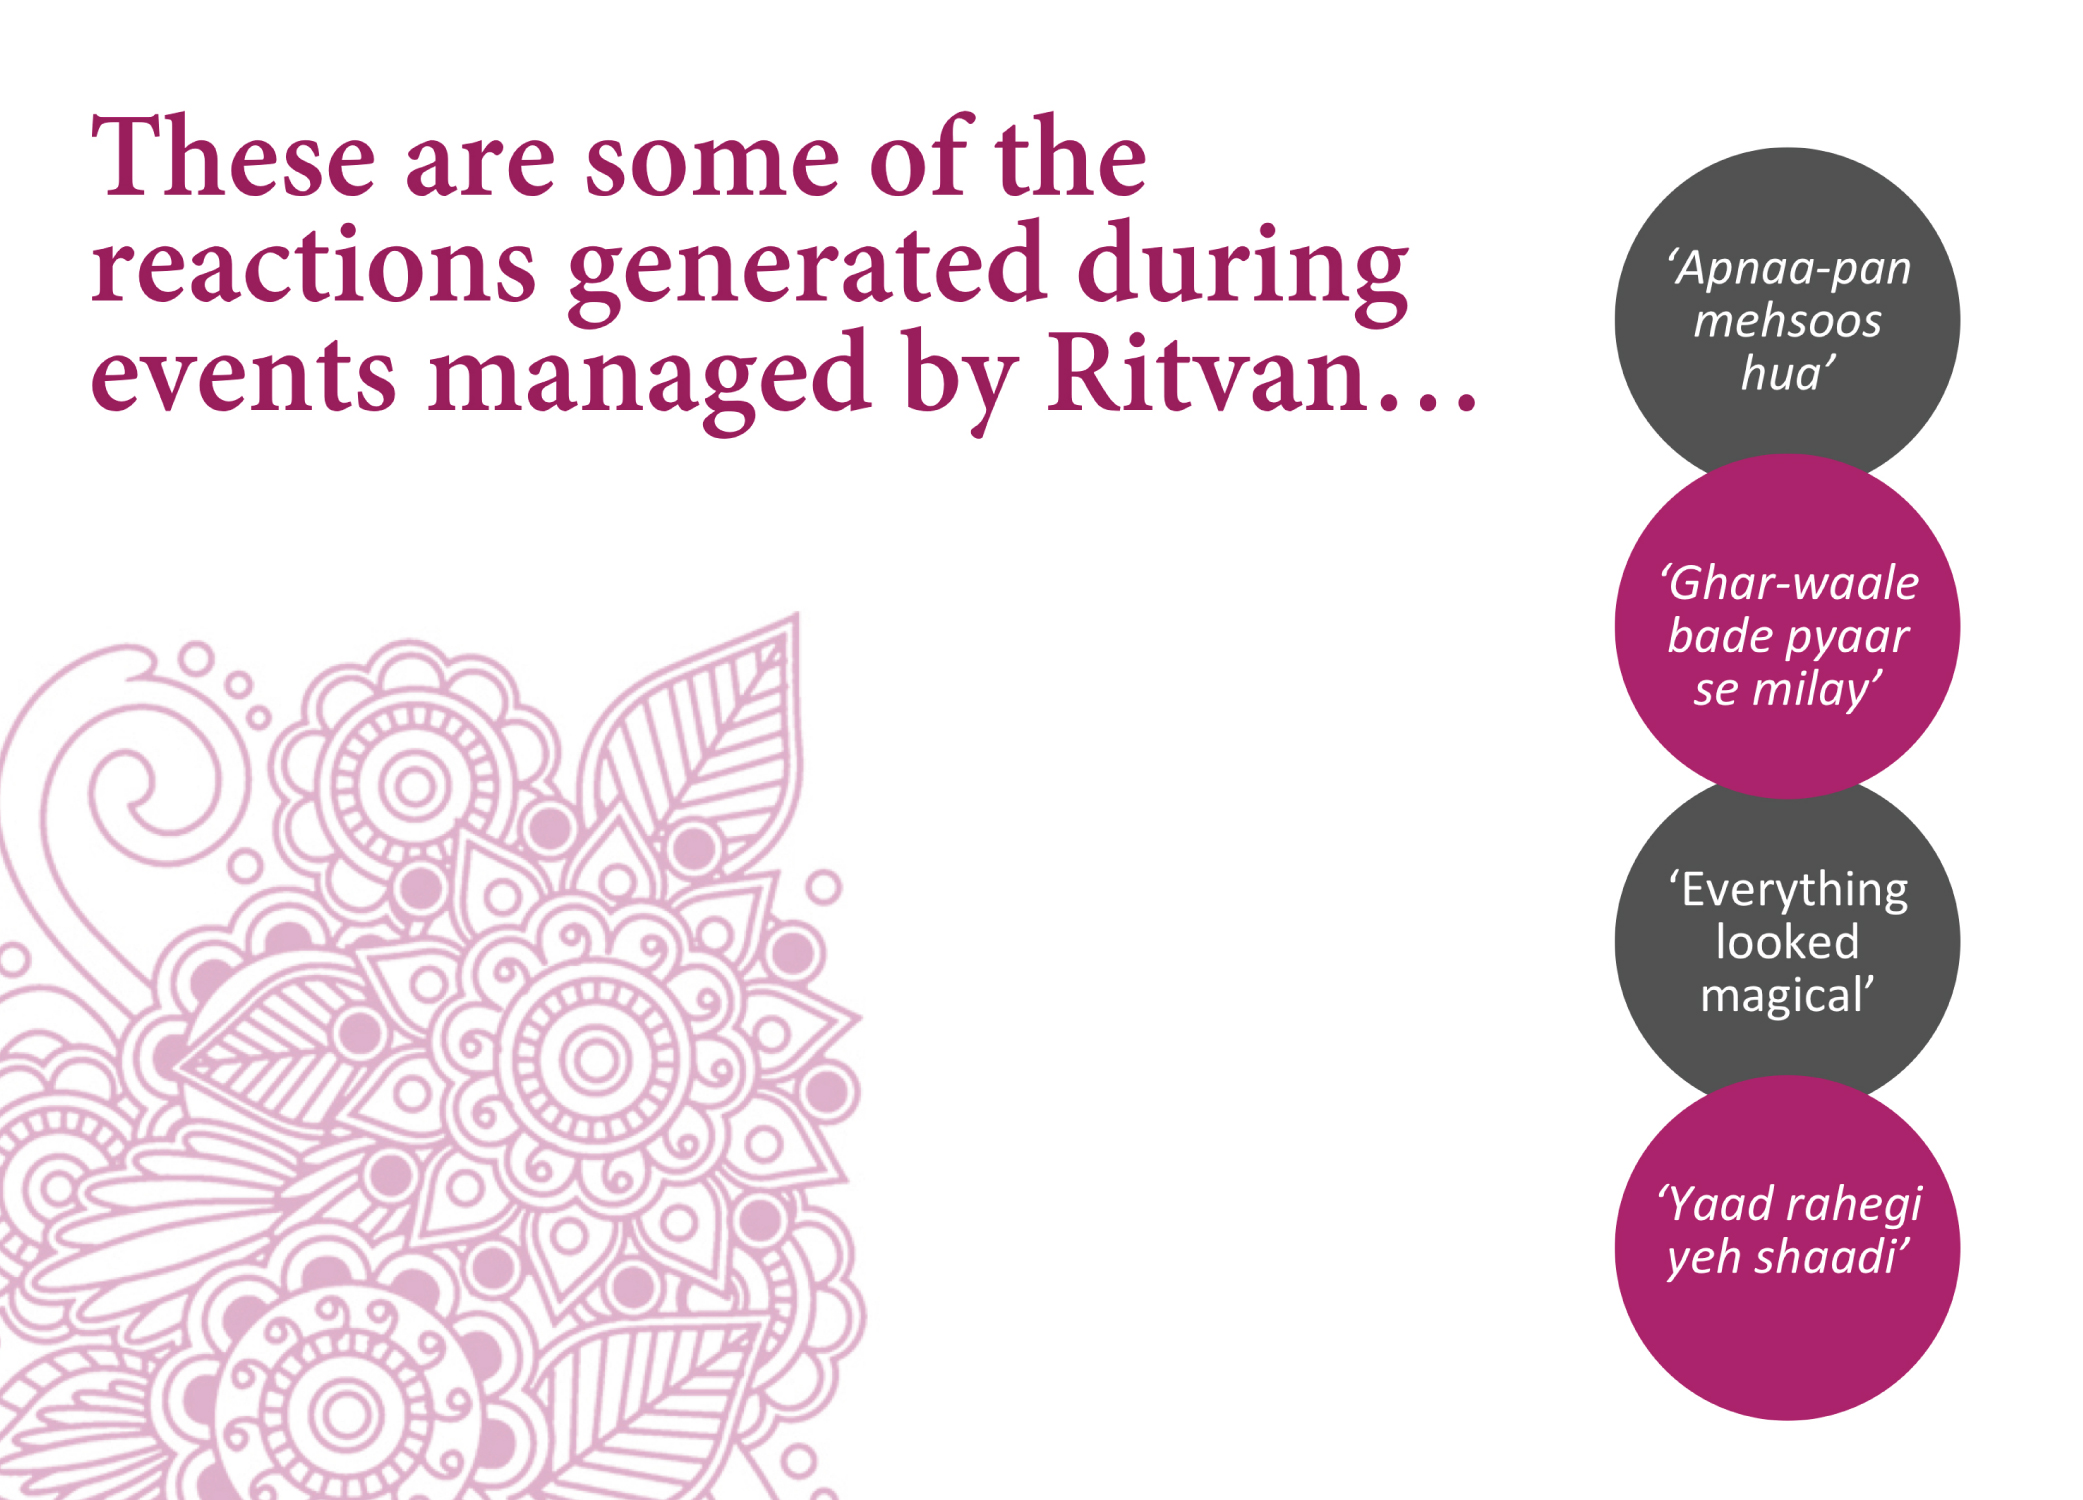 These are some of the
reactions generated during
events managed by Ritvan…
‘Apnaa-pan
mehsoos
hua’
‘Ghar-waale
bade pyaar
se milay’
‘Everything
looked
magical’
‘Yaad rahegi
yeh shaadi’